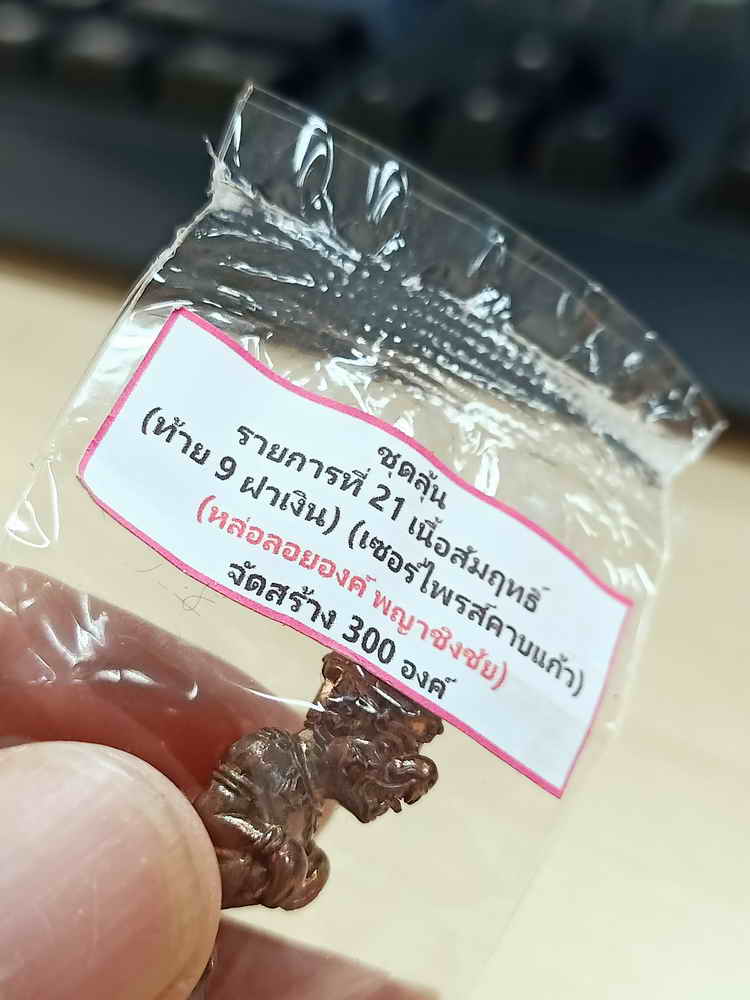 ชุดลุ้น
รายการที่ 21 เนื้อสัมฤทธิ์
(ท้าย 9 ฝาเงิน) (เซอร์ไพรส์คาบแก้ว)
(หล่อลอยองค์ พญาชิงชัย)
จัดสร้าง 300 องค์